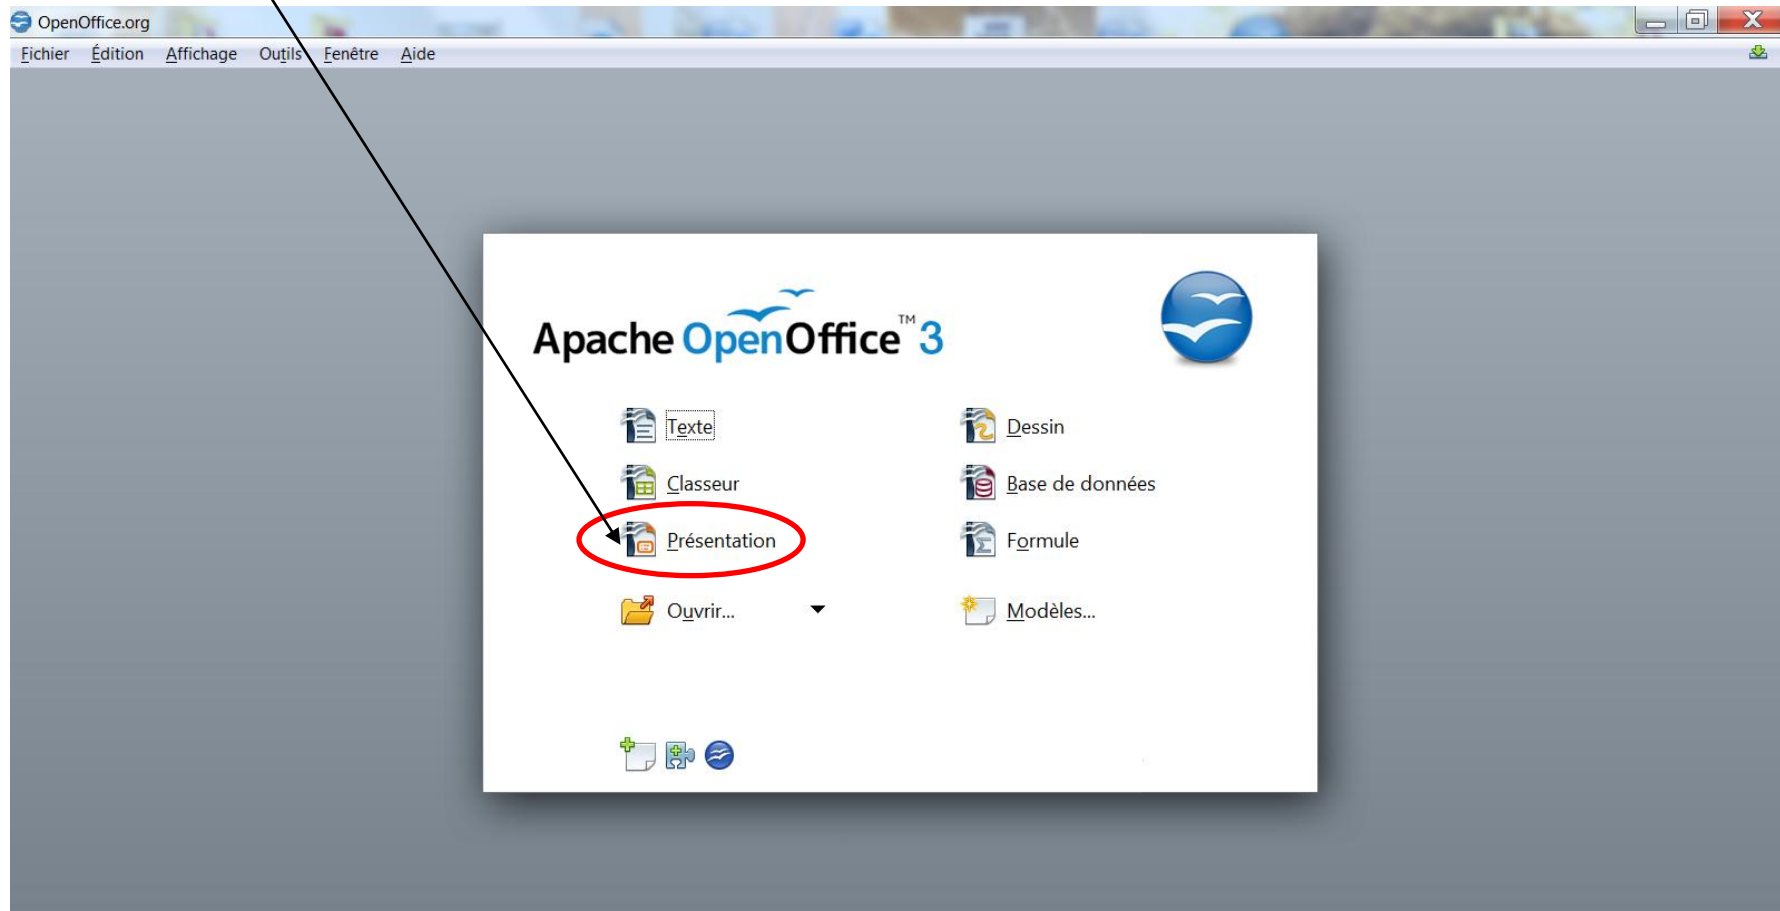 OpenOffice.org
Fichier Édition Affichage Outils Fenêtre Aide
Apache OpenOffice™ 3
Texte
Dessin
Classeur
Base de données
Présentation
Formule
Ouvrir...
Modèles...